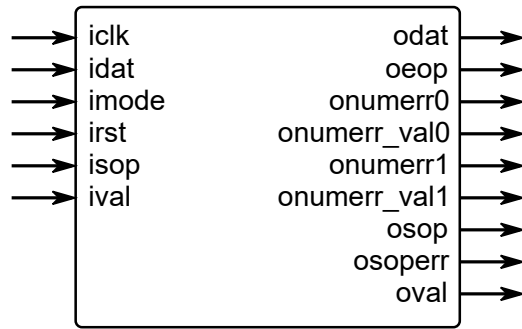 iclk odat
idat oeop
imode onumerr0
irst onumerr_val0
isop onumerr1
ival onumerr_val1
osop
osoperr
oval